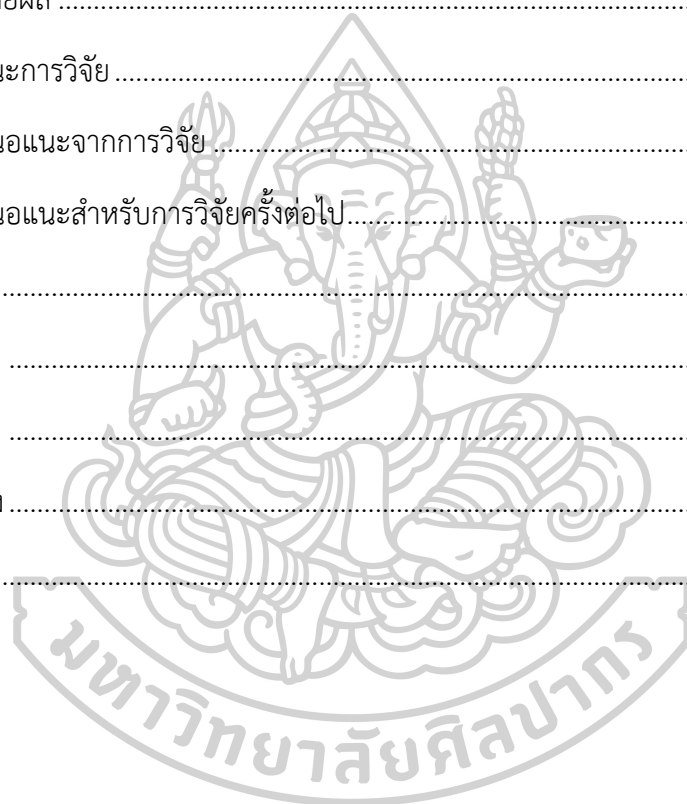 นะการวิจัย ........................................................................
นอแนะจากการวิจัย ........................................................................
นอแนะสำหรับการวิจัยครั้งต่อไป........................................................................
........................................................................
........................................................................
........................................................................
........................................................................
........................................................................
มหาวิทยาลัยศิลปากร